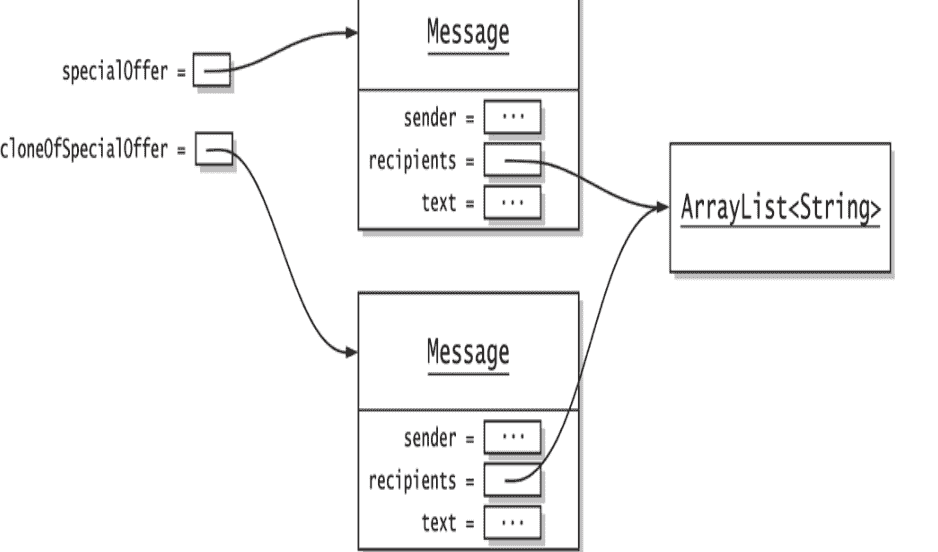 Message
specialOffer =
sender = ...
cloneOfSpecialOffer =
recipients =
text = ...
ArrayList<String>
Message
sender = ...
recipients =
text = ...